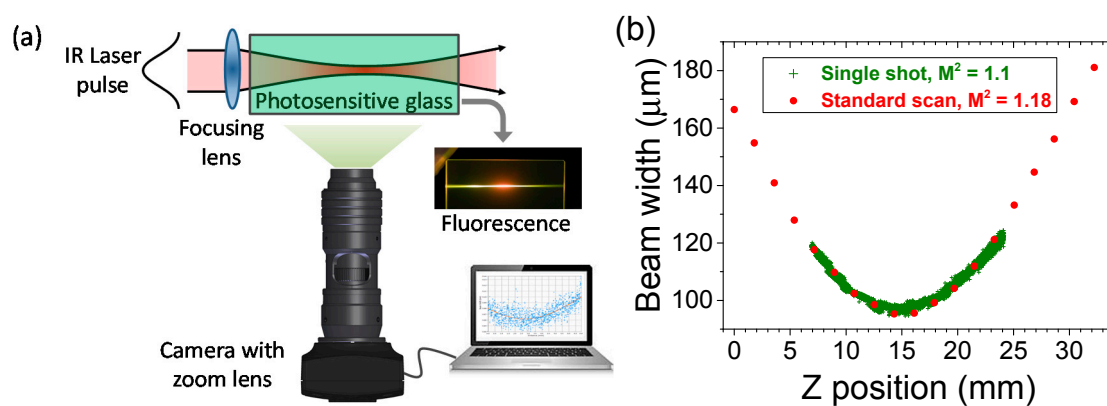 (a)
IR Laser
pulse
Focusing
lens
Photosensitive glass
Fluorescence
Camera with
zoom lens
(b)
Beam width (μm)
180
160
140
120
100
Single shot, M² = 1.1
Standard scan, M² = 1.18
0 5 10 15 20 25 30
Z position (mm)